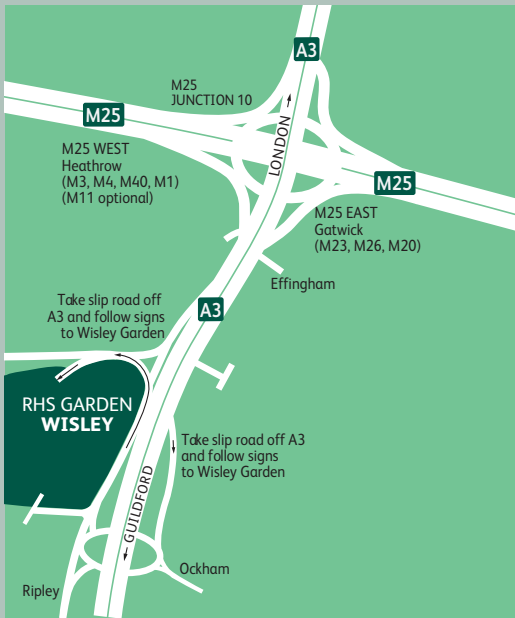 A3
M25
JUNCTION 10
M25
LONDON
M25 WEST
Heathrow
(M3, M4, M40, M1)
(M11 optional)
M25
M25 EAST
Gatwick
(M23, M26, M20)
Effingham
Take slip road off
A3 and follow signs
to Wisley Garden
A3
RHS GARDEN
WISLEY
Take slip road off A3
and follow signs
to Wisley Garden
GUILDFORD
Ockham
Ripley